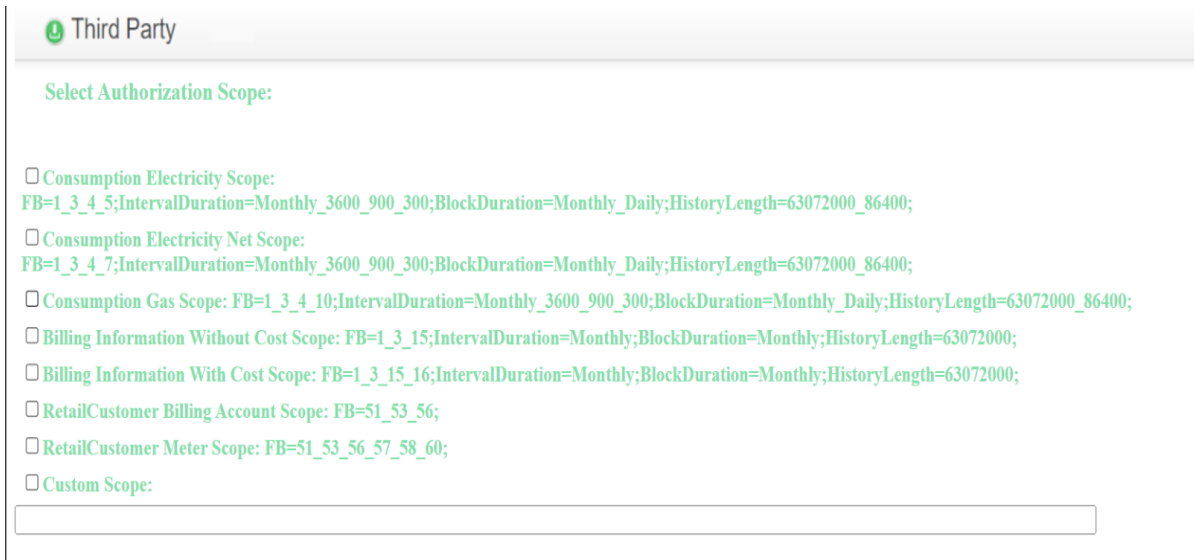 Third Party
Select Authorization Scope:
Consumption Electricity Scope:
FB=1_3_4_5;IntervalDuration=Monthly_3600_900_300;BlockDuration=Monthly_Daily;HistoryLength=63072000_86400;
Consumption Electricity Net Scope:
FB=1_3_4_7;IntervalDuration=Monthly_3600_900_300;BlockDuration=Monthly_Daily;HistoryLength=63072000_86400;
Consumption Gas Scope: FB=1_3_4_10;IntervalDuration=Monthly_3600_900_300;BlockDuration=Monthly_Daily;HistoryLength=63072000_86400;
Billing Information Without Cost Scope: FB=1_3_15;IntervalDuration=Monthly;BlockDuration=Monthly;HistoryLength=63072000;
Billing Information With Cost Scope: FB=1_3_15_16;IntervalDuration=Monthly;BlockDuration=Monthly;HistoryLength=63072000;
RetailCustomer Billing Account Scope: FB=51_53_56;
RetailCustomer Meter Scope: FB=51_53_56_57_58_60;
Custom Scope: